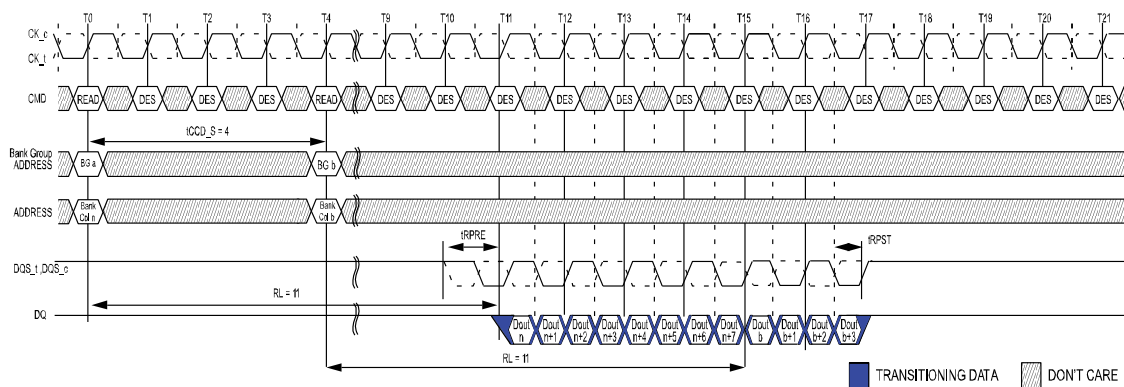 T0 T1 T2 T3 T4 T9 T10 T11 T12 T13 T14 T15 T16 T17 T18 T19 T20 T21
CK_c
CK_t
CMD READ DES DES DES READ DES DES DES DES DES DES DES DES DES DES DES DES DES
tCCD_S = 4
Bank Group
ADDRESS BG a BG b
ADDRESS Bank Col n Bank Col b
tRPRE tRPST
DQS_t ,DQS_c
RL = 11
DQ Dout n Dout n+1 Dout n+2 Dout n+3 Dout n+4 Dout n+5 Dout n+6 Dout n+7 Dout b Dout b+1 Dout b+2 Dout b+3
RL = 11
TRANSITIONING DATA DON'T CARE